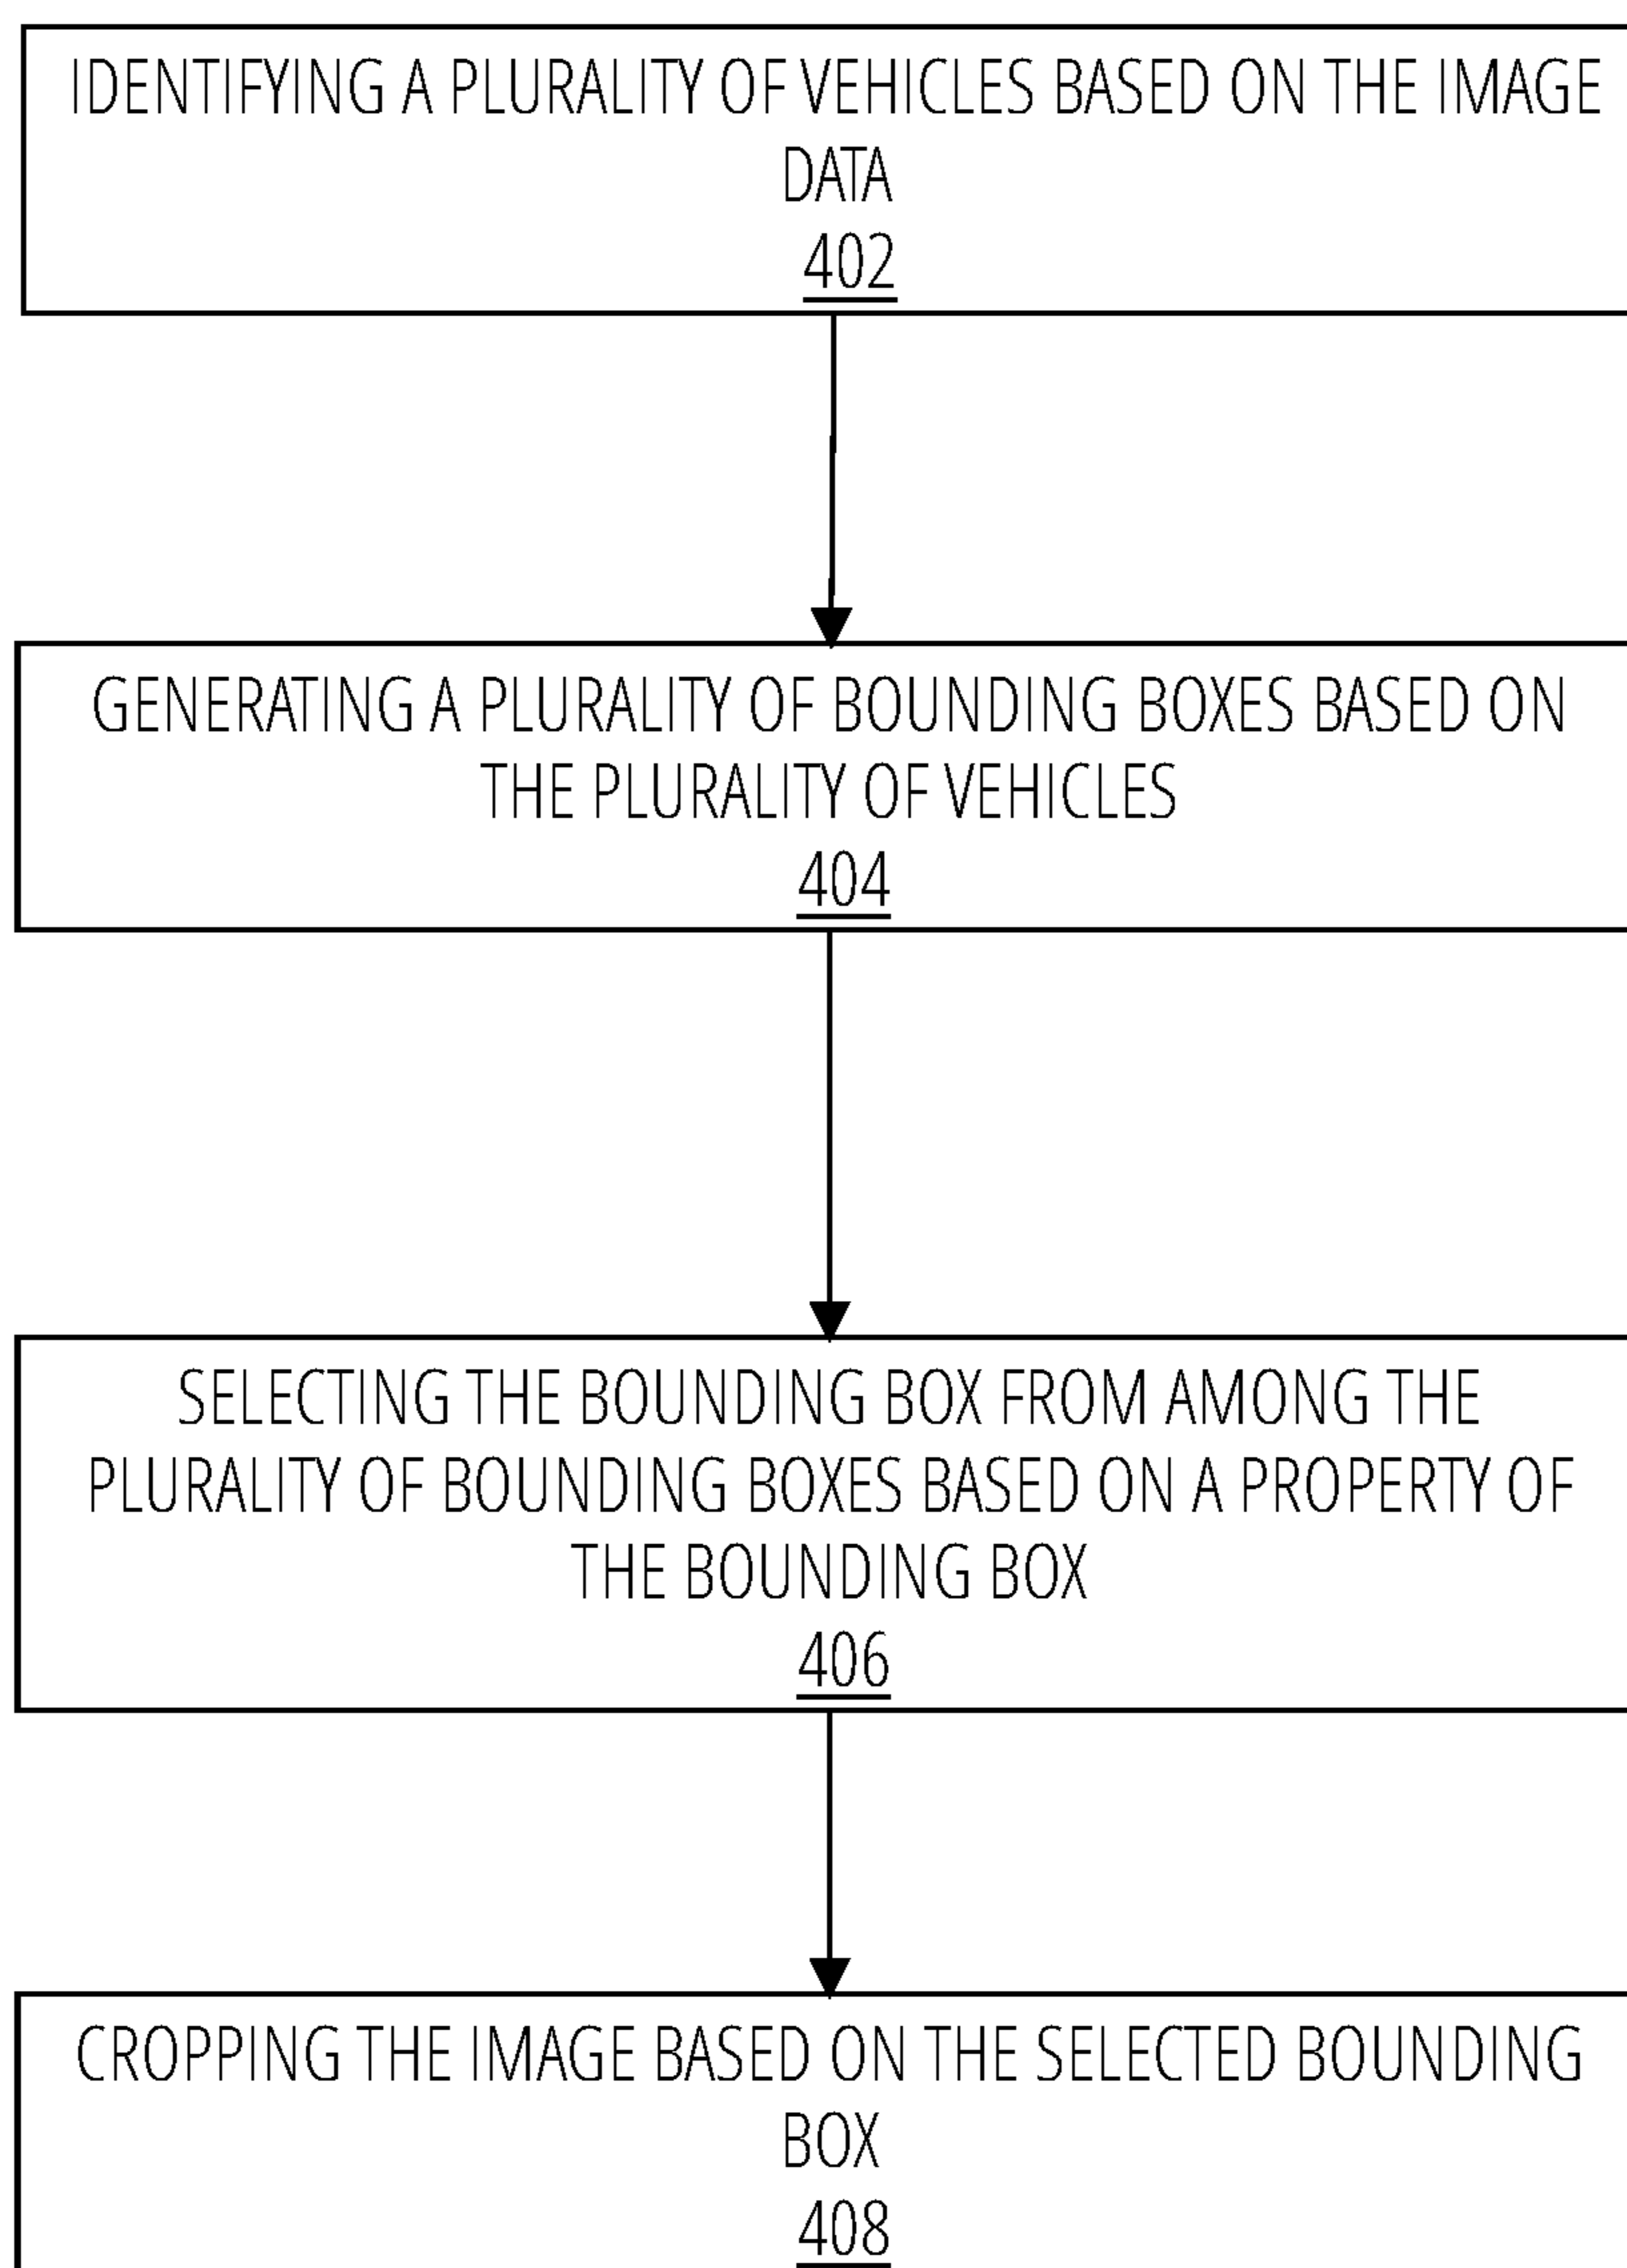 IDENTIFYING A PLURALITY OF VEHICLES BASED ON THE IMAGE
DATA
402
GENERATING A PLURALITY OF BOUNDING BOXES BASED ON
THE PLURALITY OF VEHICLES
404
SELECTING THE BOUNDING BOX FROM AMONG THE
PLURALITY OF BOUNDING BOXES BASED ON A PROPERTY OF
THE BOUNDING BOX
406
CROPPING THE IMAGE BASED ON THE SELECTED BOUNDING
BOX
408